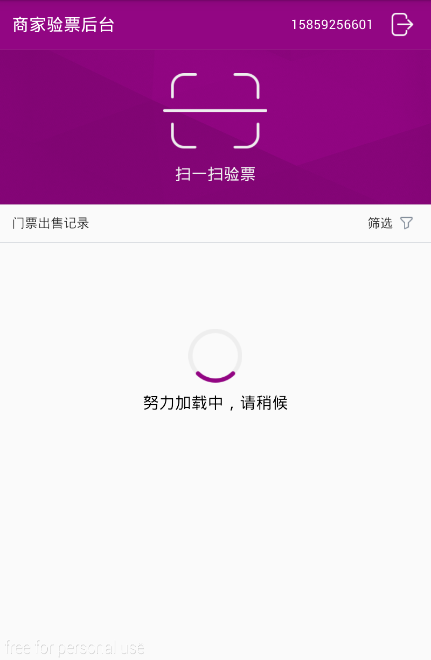 商家验票后台 15859256601
扫一扫验票
门票出售记录 筛选
努力加载中，请稍候
free for personal use